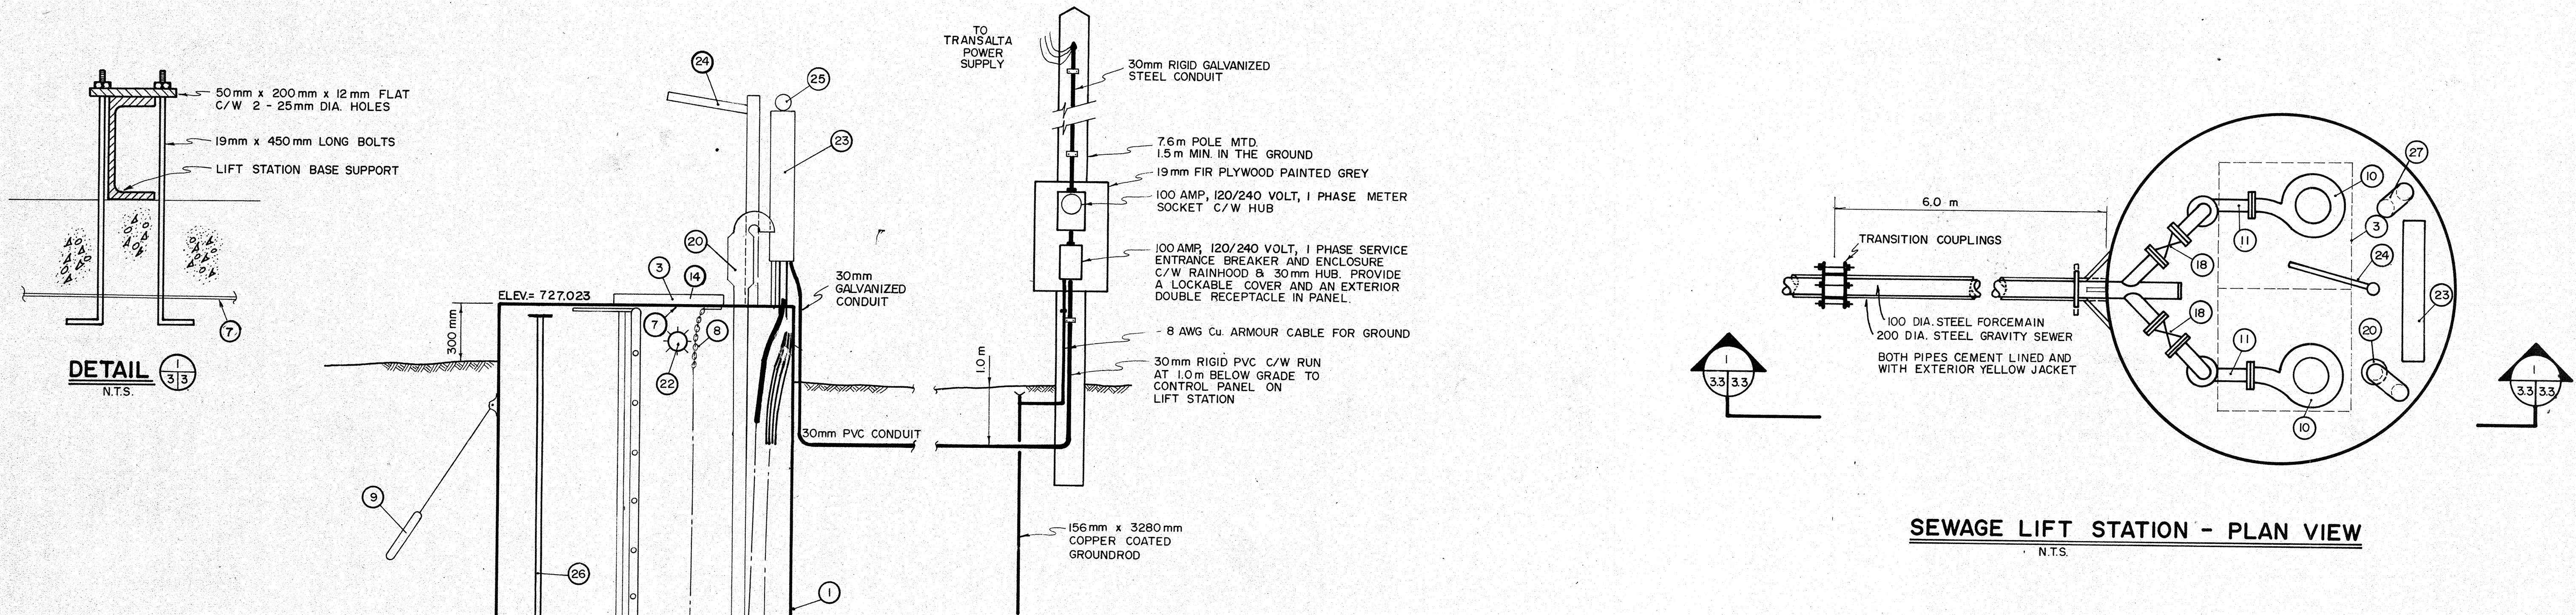 50mm x 200mm x 12mm FLAT
C/W 2 - 25mm DIA. HOLES
19mm x 450mm LONG BOLTS
LIFT STATION BASE SUPPORT
7
DETAIL
1
3 3
N.T.S.
24
25
23
20
3
14
ELEV.= 727.023
7
8
22
300 mm
9
26
1
30mm
GALVANIZED
CONDUIT
30mm PVC CONDUIT
1.0 m
TO
TRANSALTA
POWER
SUPPLY
30mm RIGID GALVANIZED
STEEL CONDUIT
7.6m POLE MTD.
1.5m MIN. IN THE GROUND
19mm FIR PLYWOOD PAINTED GREY
100 AMP, 120/240 VOLT, 1 PHASE METER
SOCKET C/W HUB
100 AMP, 120/240 VOLT, 1 PHASE SERVICE
ENTRANCE BREAKER AND ENCLOSURE
C/W RAINHOOD & 30mm HUB. PROVIDE
A LOCKABLE COVER AND AN EXTERIOR
DOUBLE RECEPTACLE IN PANEL.
- 8 AWG Cu. ARMOUR CABLE FOR GROUND
30mm RIGID PVC C/W RUN
AT 1.0m BELOW GRADE TO
CONTROL PANEL ON
LIFT STATION
156mm x 3280mm
COPPER COATED
GROUNDROD
6.0 m
TRANSITION COUPLINGS
100 DIA. STEEL FORCEMAIN
200 DIA. STEEL GRAVITY SEWER
BOTH PIPES CEMENT LINED AND
WITH EXTERIOR YELLOW JACKET
27
10
3
11
18
24
23
18
20
11
10
1
3.3 3.3
1
3.3 3.3
SEWAGE LIFT STATION - PLAN VIEW
N.T.S.